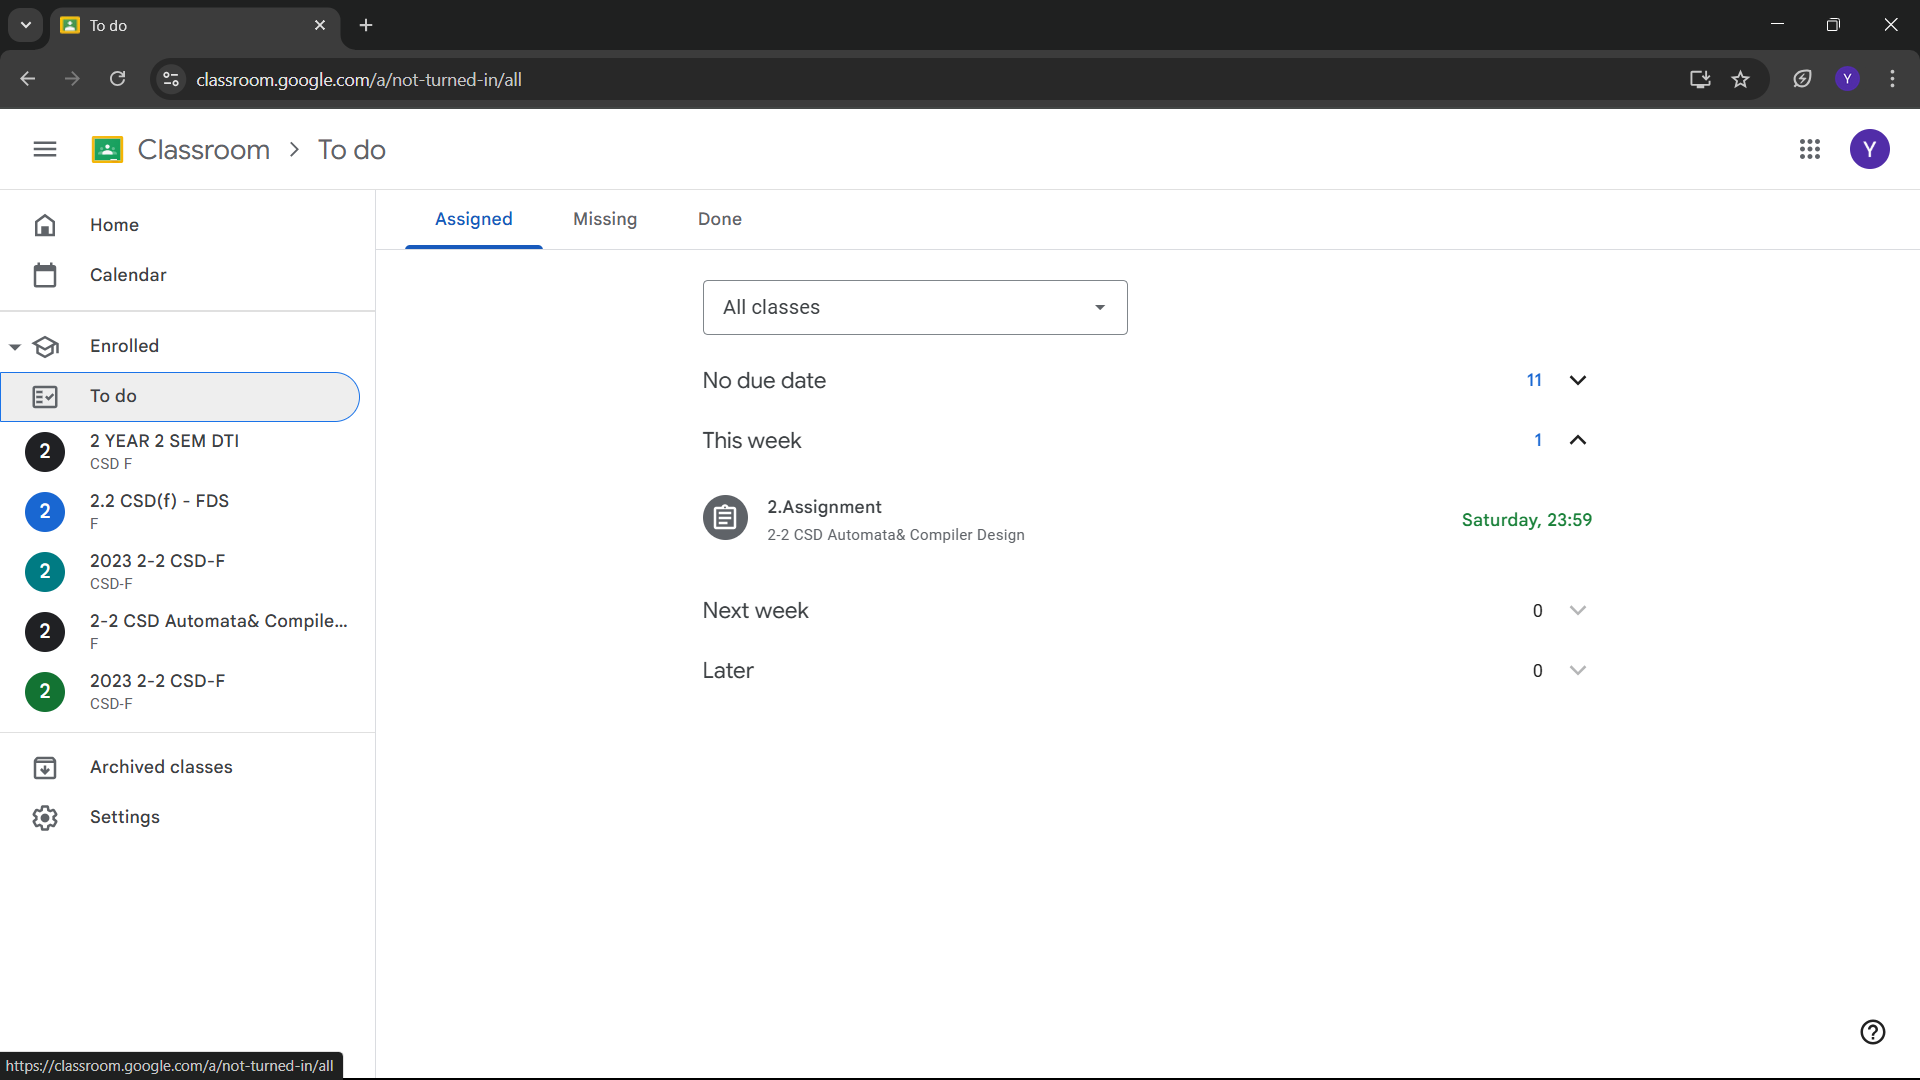 To do
classroom.google.com/a/not-turned-in/all
Y
Classroom > To do
Y
Home
Calendar
Enrolled
To do
2
2 YEAR 2 SEM DTI
CSD F
2
2.2 CSD(f) - FDS
F
2
2023 2-2 CSD-F
CSD-F
2
2-2 CSD Automata& Compile...
F
2
2023 2-2 CSD-F
CSD-F
Archived classes
Settings
Assigned Missing Done
All classes
No due date 11
This week 1
2.Assignment
2-2 CSD Automata& Compiler Design
Saturday, 23:59
Next week 0
Later 0
https://classroom.google.com/a/not-turned-in/all